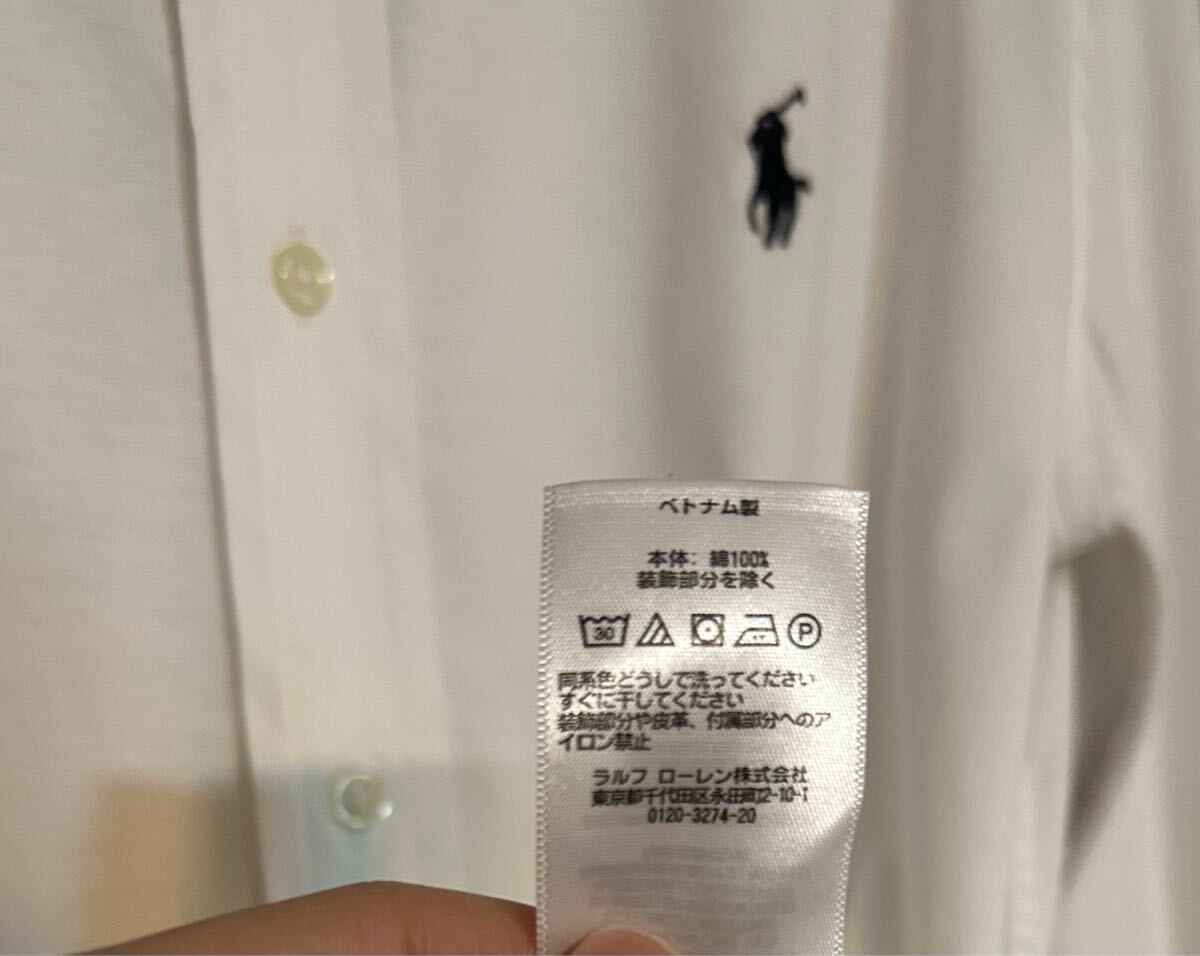 ベトナム製
本体: 綿100%
装飾部分を除く
30
P
同系色どうしで洗ってください
すぐに干してください
装飾部分や皮革、付属部分へのア
イロン禁止
ラルフ ローレン株式会社
東京都千代田区永田町2-10-1
0120-3274-20